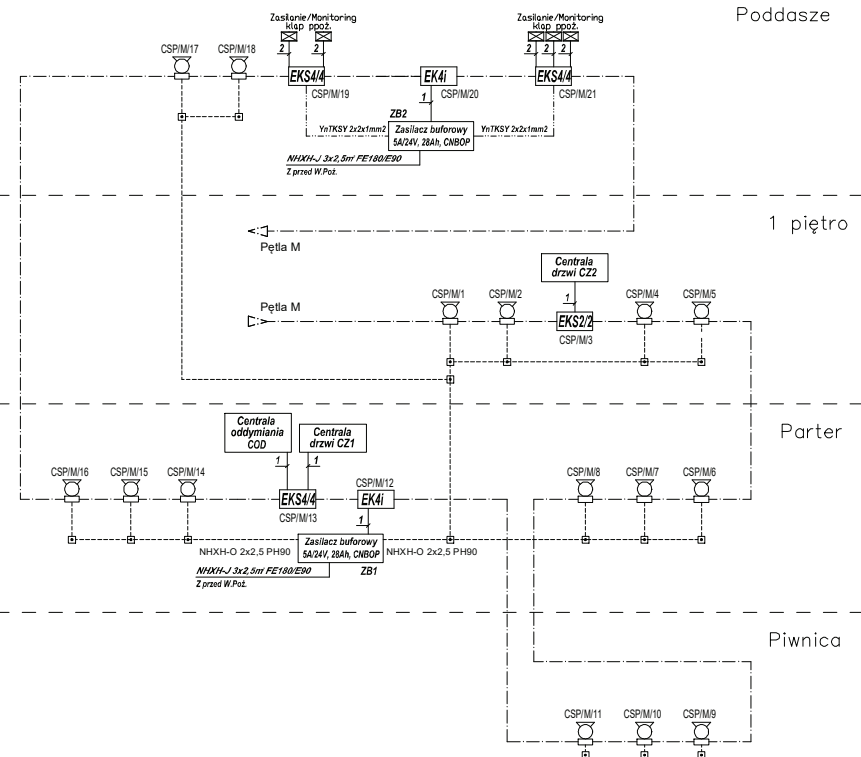 Poddasze
Zasilanie/Monitoring
klap ppoż.
Zasilanie/Monitoring
klap ppoż.
2
2
2
2
2
CSP/M/17
CSP/M/18
EKS4/4
CSP/M/19
EK4i
CSP/M/20
EKS4/4
CSP/M/21
1
ZB2
YnTKSY 2x2x1mm2
Zasilacz buforowy
5A/24V, 28Ah, CNBOP
YnTKSY 2x2x1mm2
NHXH-J 3x2,5m² FE180/E90
Z przed W.Poż.
1 piętro
Pętla M
Centrala
drzwi CZ2
1
Pętla M
CSP/M/1
CSP/M/2
EKS2/2
CSP/M/3
CSP/M/4
CSP/M/5
Parter
Centrala
oddymiania
COD
Centrala
drzwi CZ1
1
1
CSP/M/16
CSP/M/15
CSP/M/14
EKS4/4
CSP/M/13
CSP/M/12
EK4i
1
CSP/M/8
CSP/M/7
CSP/M/6
NHXH-O 2x2,5 PH90
Zasilacz buforowy
5A/24V, 28Ah, CNBOP
NHXH-O 2x2,5 PH90
NHXH-J 3x2,5m² FE180/E90
Z przed W.Poż.
ZB1
Piwnica
CSP/M/11
CSP/M/10
CSP/M/9